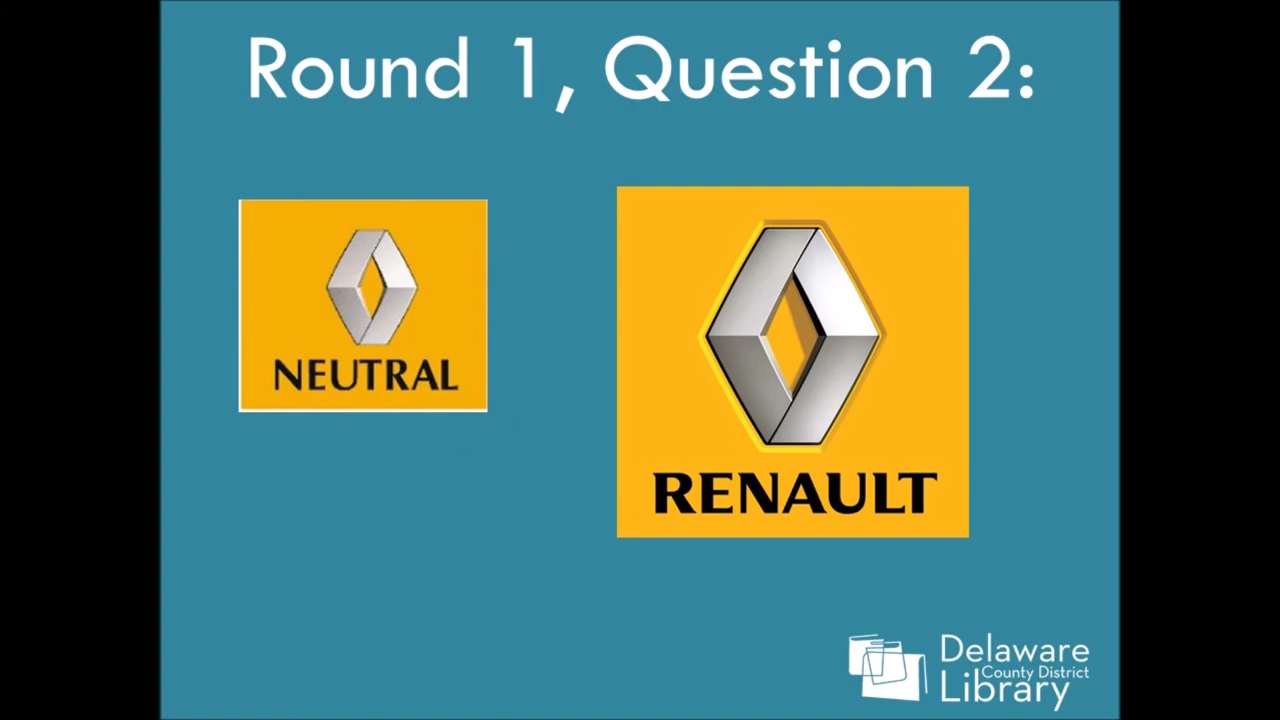 Round 1, Question 2:
NEUTRAL
RENAULT
Delaware
County District
Library